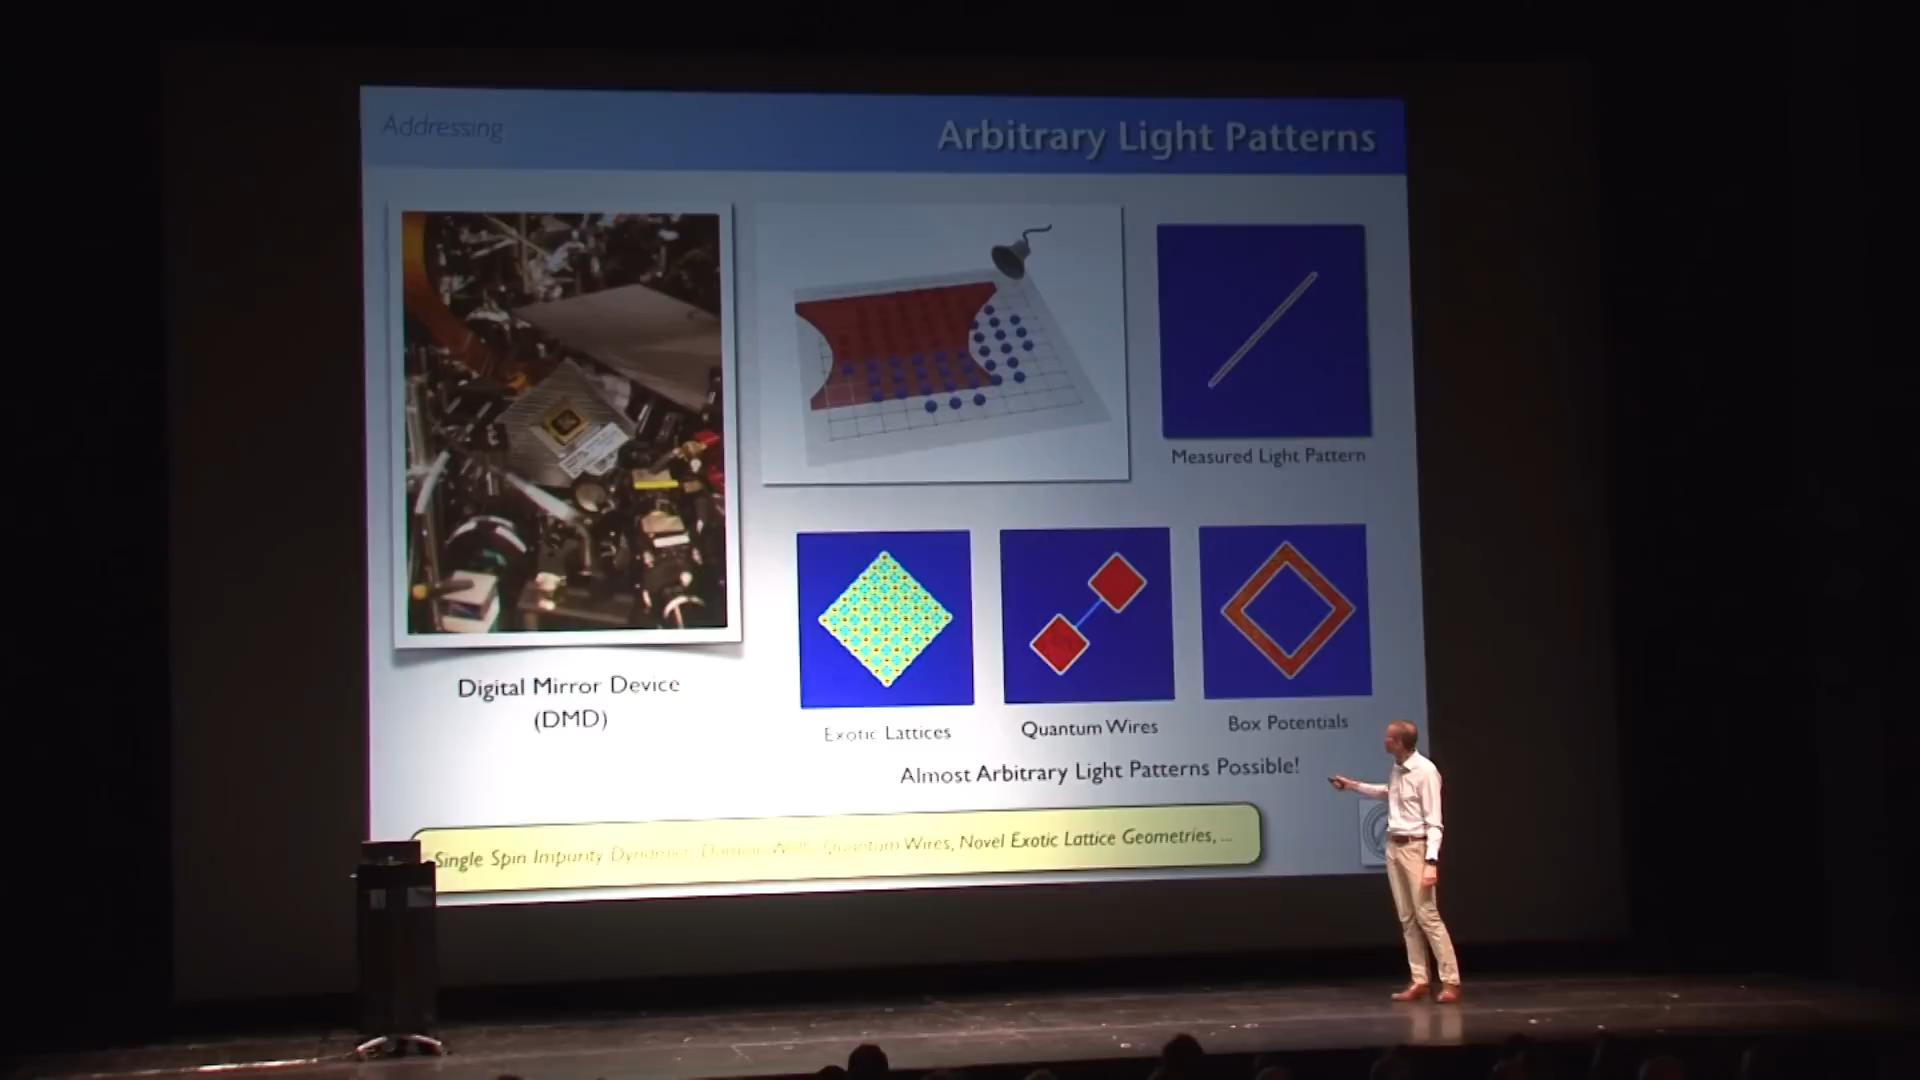 Addressing
Arbitrary Light Patterns
Measured Light Pattern
Digital Mirror Device
(DMD)
Exotic Lattices
Quantum Wires
Box Potentials
Almost Arbitrary Light Patterns Possible!
Single Spin Impurity Dynamics, Domain Walls, Quantum Wires, Novel Exotic Lattice Geometries, ...